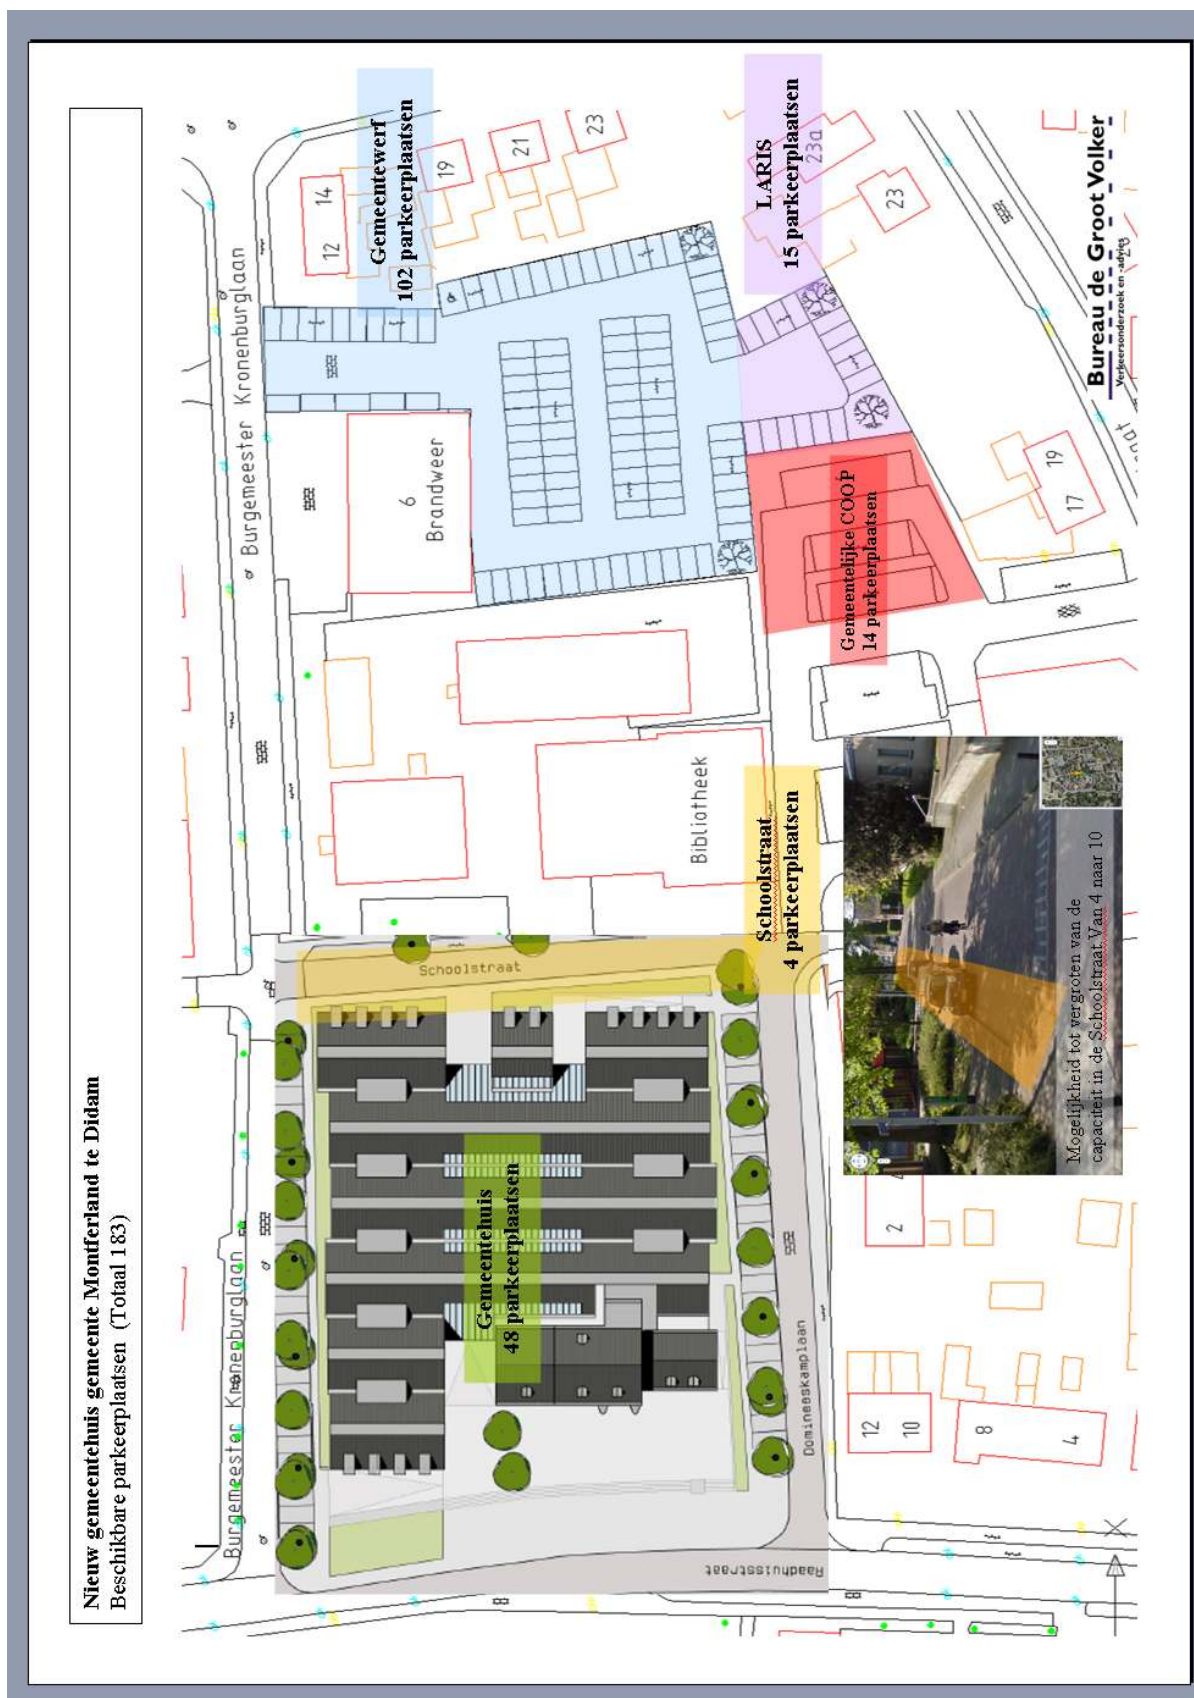 Nieuw gemeentehuis gemeente Montferland te Didam
Beschikbare parkeerplaatsen (Totaal 183)
Burgemeester Kronenburglaan
Burgemeester Kronenburglaan
Gemeentewerf
102 parkeerplaatsen
LARIS
15 parkeerplaatsen
Gemeentelijke COOP
14 parkeerplaatsen
Schoolstraat
4 parkeerplaatsen
Gemeentehuis
48 parkeerplaatsen
Schoolstraat
Domineeskamplaan
Raadhuisstraat
Bibliotheek
6
Brandweer
12
14
19
21
23
23a
23
17
19
2
12
10
8
4
Mogelijkheid tot vergroten van de
capaciteit in de Schoolstraat. Van 4 naar 10
Bureau de Groot Volker
Verkeersonderzoek en -advies